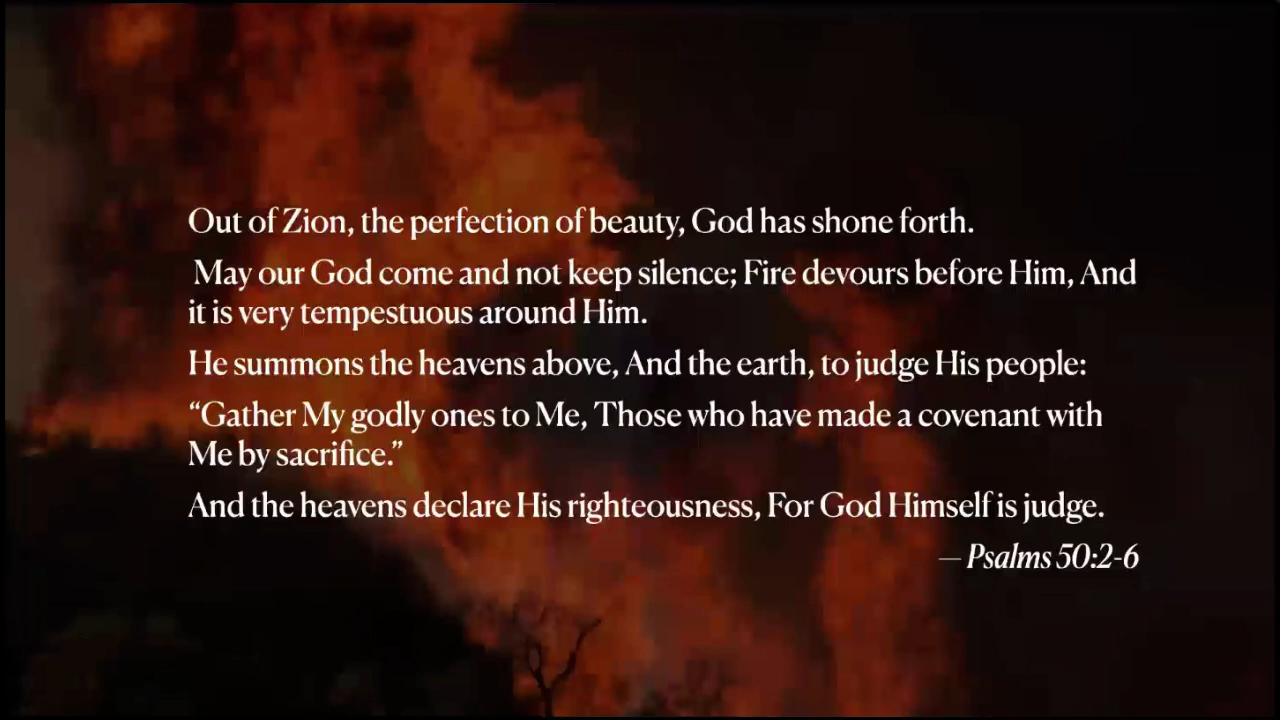 Out of Zion, the perfection of beauty, God has shone forth.
May our God come and not keep silence; Fire devours before Him, And
it is very tempestuous around Him.
He summons the heavens above, And the earth, to judge His people:
“Gather My godly ones to Me, Those who have made a covenant with
Me by sacrifice.”
And the heavens declare His righteousness, For God Himself is judge.
— Psalms 50:2-6